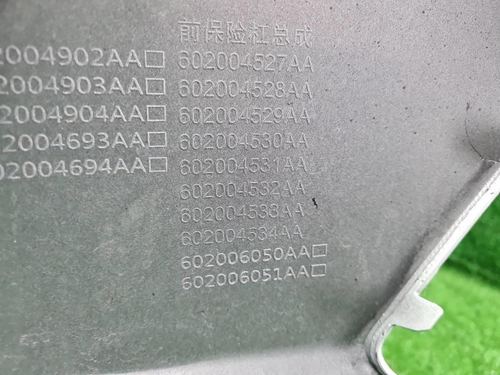 前保险杠总成
602004527AA
602004528AA
602004529AA
602004530AA
602004531AA
602004532AA
602004533AA
602004534AA
602006050AA□
602006051AA□
2004902AA□
2004903AA□
2004904AA□
2004693AA□
02004694AA□